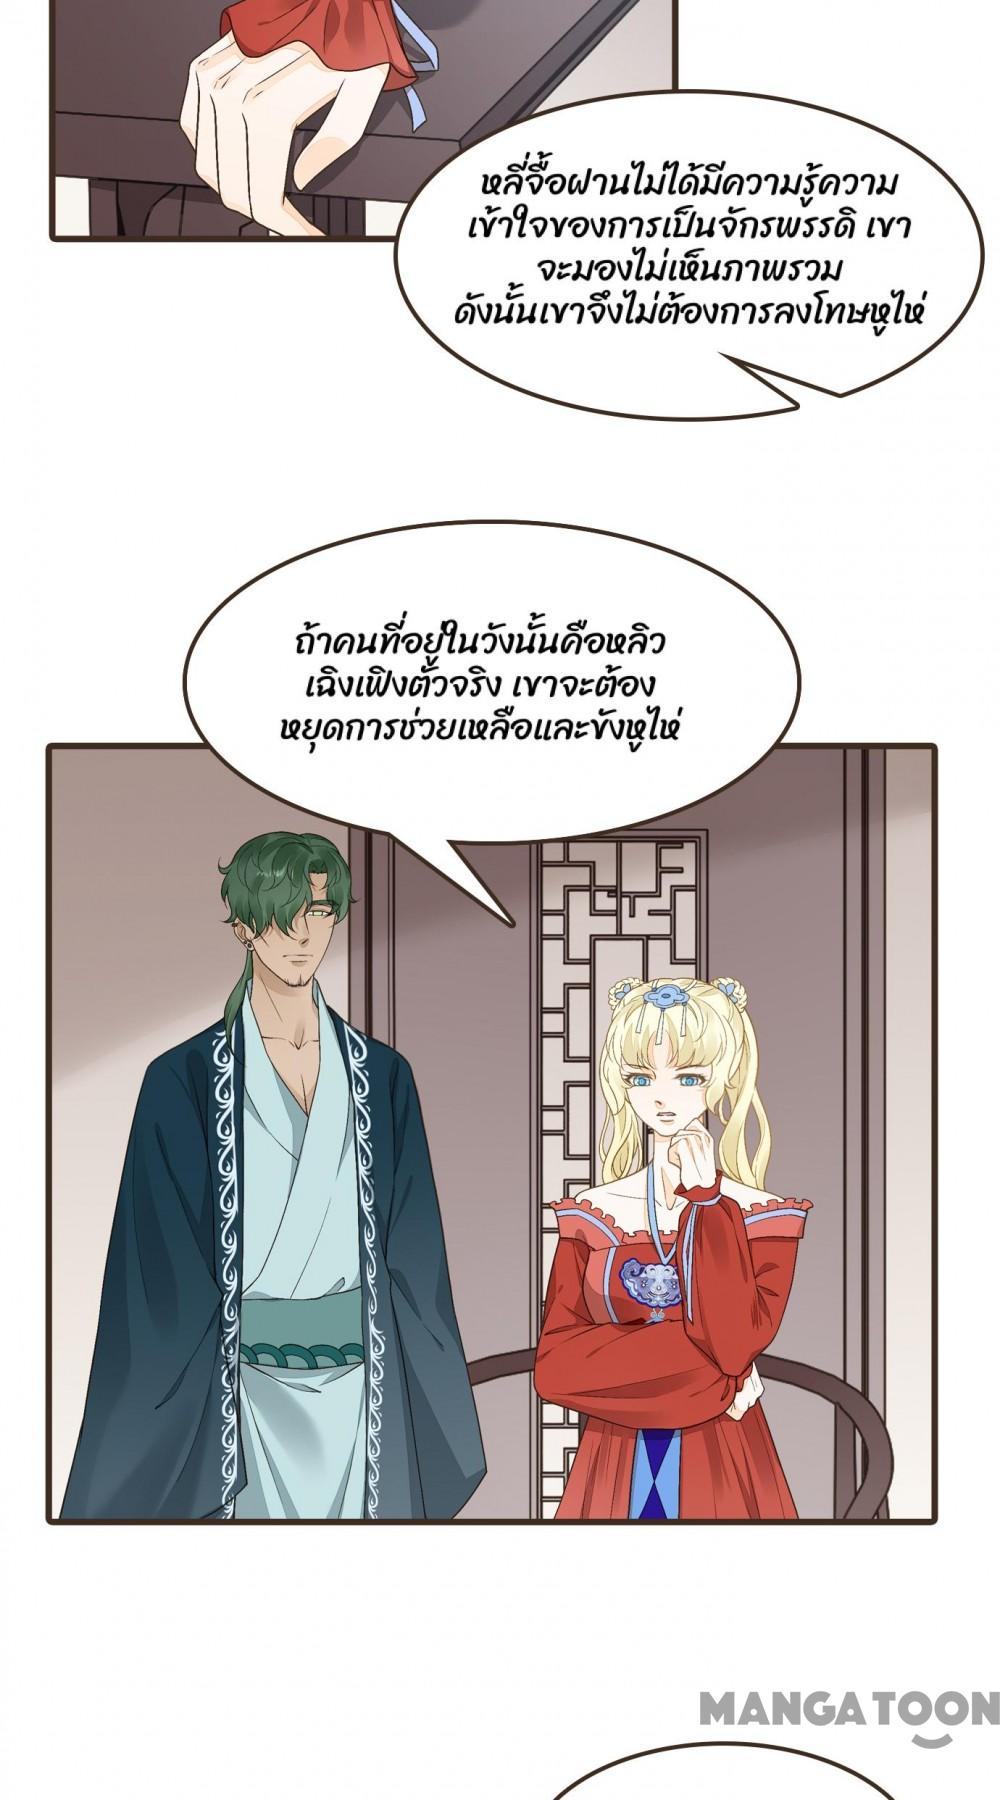 หลี่จื้อฝานไม่ได้มีความรู้ความ
เข้าใจของการเป็นจักรพรรดิ เขา
จะมองไม่เห็นภาพรวม
ดังนั้นเขาจึงไม่ต้องการลงโทษหูไห่
ถ้าคนที่อยู่ในวังนั้นคือหลิว
เฉิงเฟิงตัวจริง เขาจะต้อง
หยุดการช่วยเหลือและขังหูไห่
MANGATOON